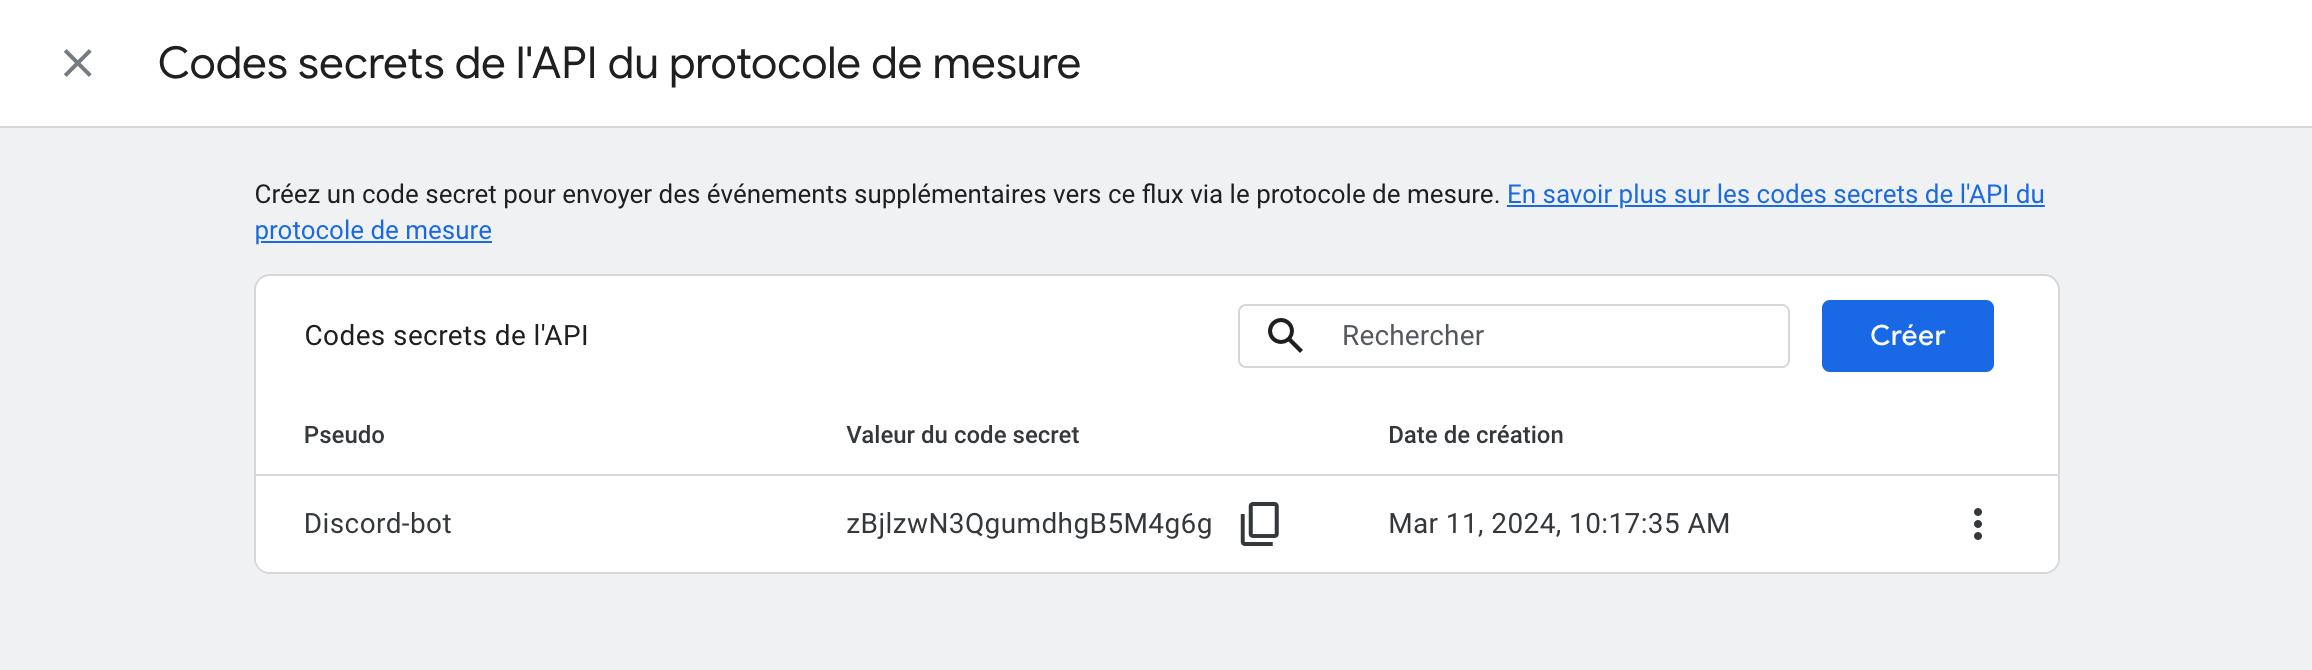 Codes secrets de l'API du protocole de mesure
Créez un code secret pour envoyer des événements supplémentaires vers ce flux via le protocole de mesure. En savoir plus sur les codes secrets de l'API du
protocole de mesure
Codes secrets de l'API
Rechercher
Créer
Pseudo
Valeur du code secret
Date de création
Discord-bot
zBjlzwN3QgumdhgB5M4g6g
Mar 11, 2024, 10:17:35 AM